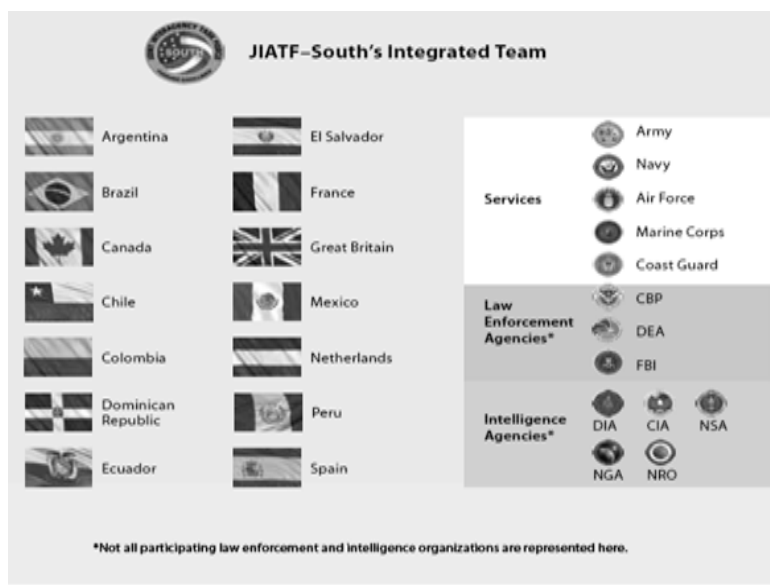 JIATF–South's Integrated Team
SOUTH
Argentina
Brazil
Canada
Chile
Colombia
Dominican
Republic
Ecuador
El Salvador
France
Great Britain
Mexico
Netherlands
Peru
Spain
Services
Army
Navy
Air Force
Marine Corps
Coast Guard
Law
Enforcement
Agencies*
CBP
DEA
FBI
Intelligence
Agencies*
DIA CIA NSA
NGA NRO
*Not all participating law enforcement and intelligence organizations are represented here.